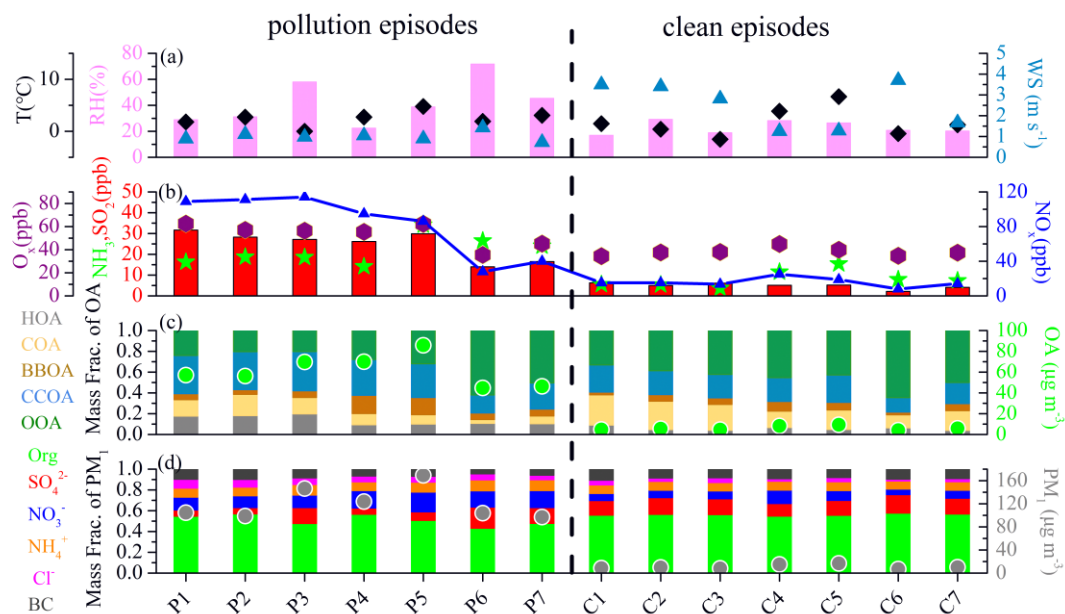 pollution episodes
clean episodes
(a)
T(℃)
10
0
RH(%)
80
60
40
20
0
WS (m s⁻¹)
5
4
3
2
1
0
(b)
Oₓ(ppb)
80
60
40
20
0
NH₃,SO₂(ppb)
50
40
30
20
10
0
NOₓ(ppb)
120
80
40
0
(c)
HOA
COA
BBOA
CCOA
OOA
Mass Frac. of OA
1.0
0.8
0.6
0.4
0.2
0.0
OA (μg m⁻³)
100
80
60
40
20
0
(d)
Org
SO₄²⁻
NO₃⁻
NH₄⁺
Cl⁻
BC
Mass Frac. of PM₁
1.0
0.8
0.6
0.4
0.2
0.0
PM₁ (μg m⁻³)
160
120
80
40
0
P1 P2 P3 P4 P5 P6 P7 C1 C2 C3 C4 C5 C6 C7